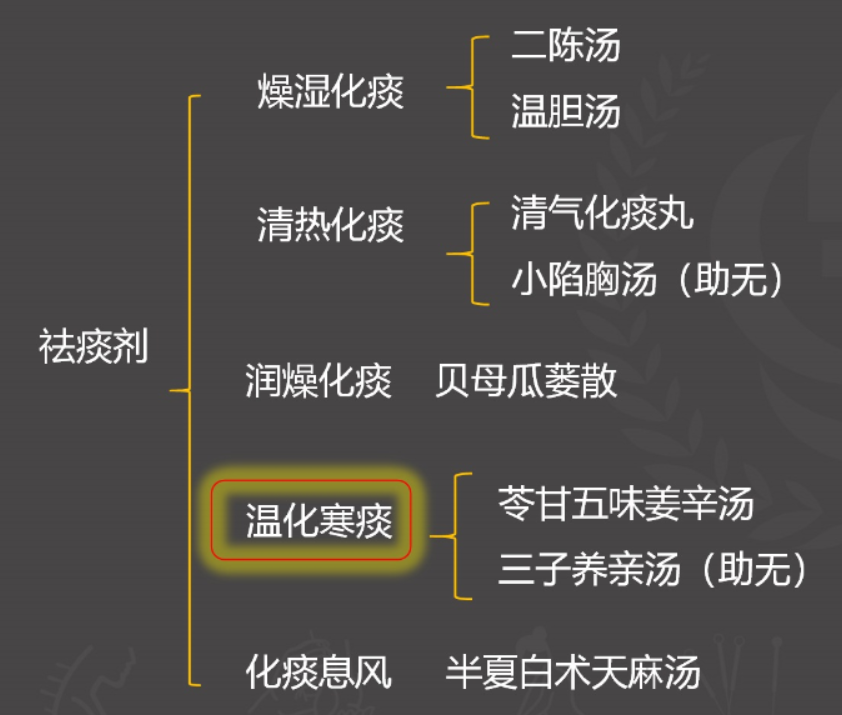 祛痰剂
燥湿化痰
二陈汤
温胆汤
清热化痰
清气化痰丸
小陷胸汤（助无）
润燥化痰 贝母瓜蒌散
温化寒痰
苓甘五味姜辛汤
三子养亲汤（助无）
化痰息风 半夏白术天麻汤